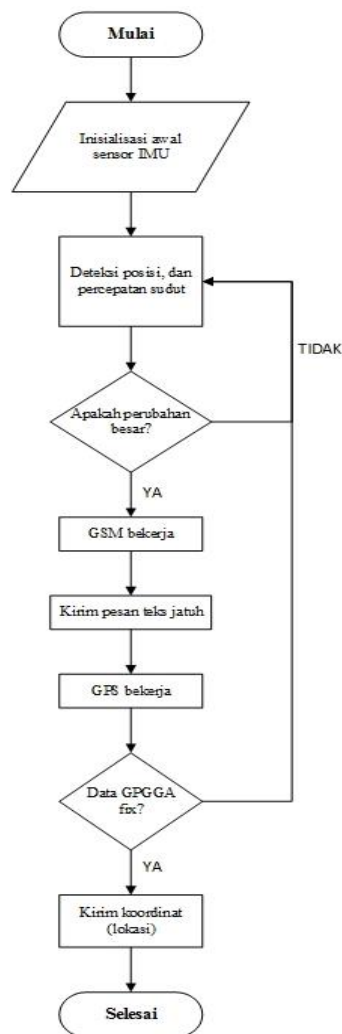 Mulai
Inisialisasi awal
sensor IMU
Deteksi posisi, dan
percepatan sudut
TIDAK
Apakah perubahan
besar?
YA
GSM bekerja
Kirim pesan teks jatuh
GPS bekerja
Data GPGGA
fix?
YA
Kirim koordinat
(lokasi)
Selesai